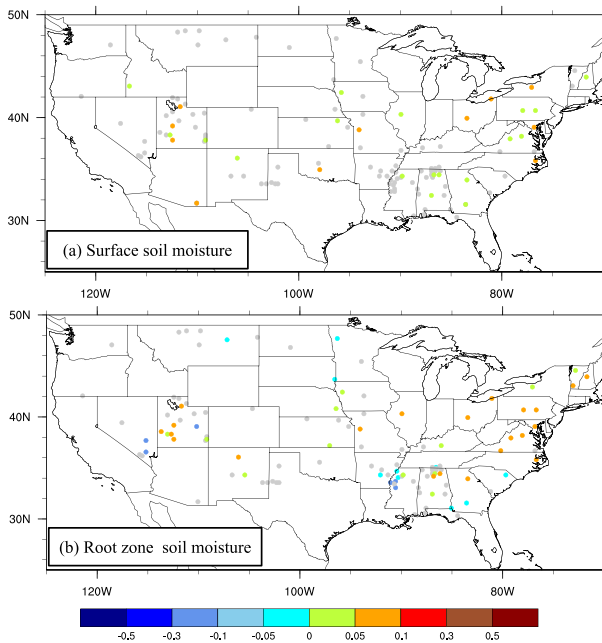 50N
40N
30N
(a) Surface soil moisture
120W 100W 80W
50N
40N
30N
(b) Root zone soil moisture
120W 100W 80W
-0.5 -0.3 -0.1 -0.05 0 0.05 0.1 0.3 0.5